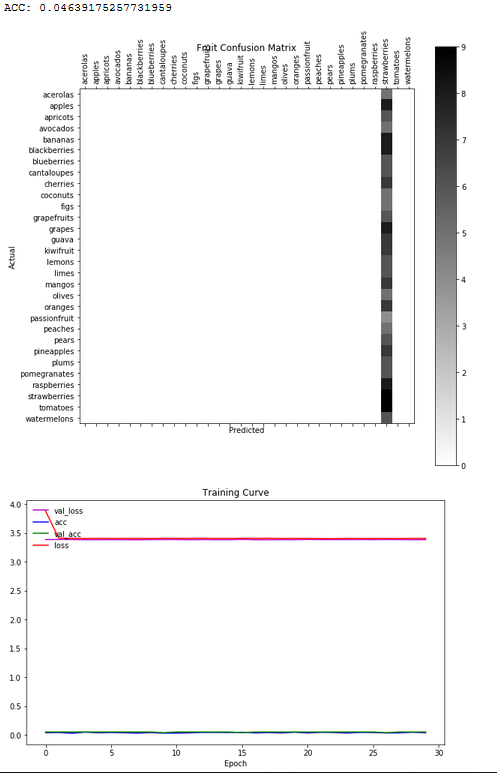 ACC: 0.04639175257731959
Fruit Confusion Matrix
acerolas
apples
apricots
avocados
bananas
blackberries
blueberries
cantaloupes
cherries
coconuts
figs
grapefruits
grapes
guava
kiwifruit
lemons
limes
mangos
olives
oranges
passionfruit
peaches
pears
pineapples
plums
pomegranates
raspberries
strawberries
tomatoes
watermelons
Actual
acerolas
apples
apricots
avocados
bananas
blackberries
blueberries
cantaloupes
cherries
coconuts
figs
grapefruits
grapes
guava
kiwifruit
lemons
limes
mangos
olives
oranges
passionfruit
peaches
pears
pineapples
plums
pomegranates
raspberries
strawberries
tomatoes
watermelons
Predicted
9
8
7
6
5
4
3
2
1
0
Training Curve
4.0
3.5
3.0
2.5
2.0
1.5
1.0
0.5
0.0
val_loss
acc
val_acc
loss
0 5 10 15 20 25 30
Epoch